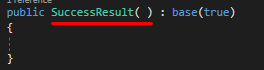 1 reference
public SuccessResult( ) : base(true)
{
}